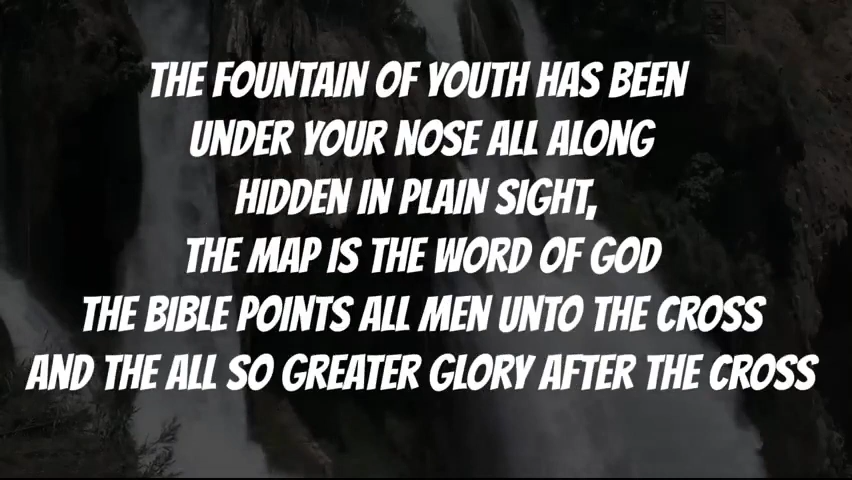 THE FOUNTAIN OF YOUTH HAS BEEN
UNDER YOUR NOSE ALL ALONG
HIDDEN IN PLAIN SIGHT,
THE MAP IS THE WORD OF GOD
THE BIBLE POINTS ALL MEN UNTO THE CROSS
AND THE ALL SO GREATER GLORY AFTER THE CROSS